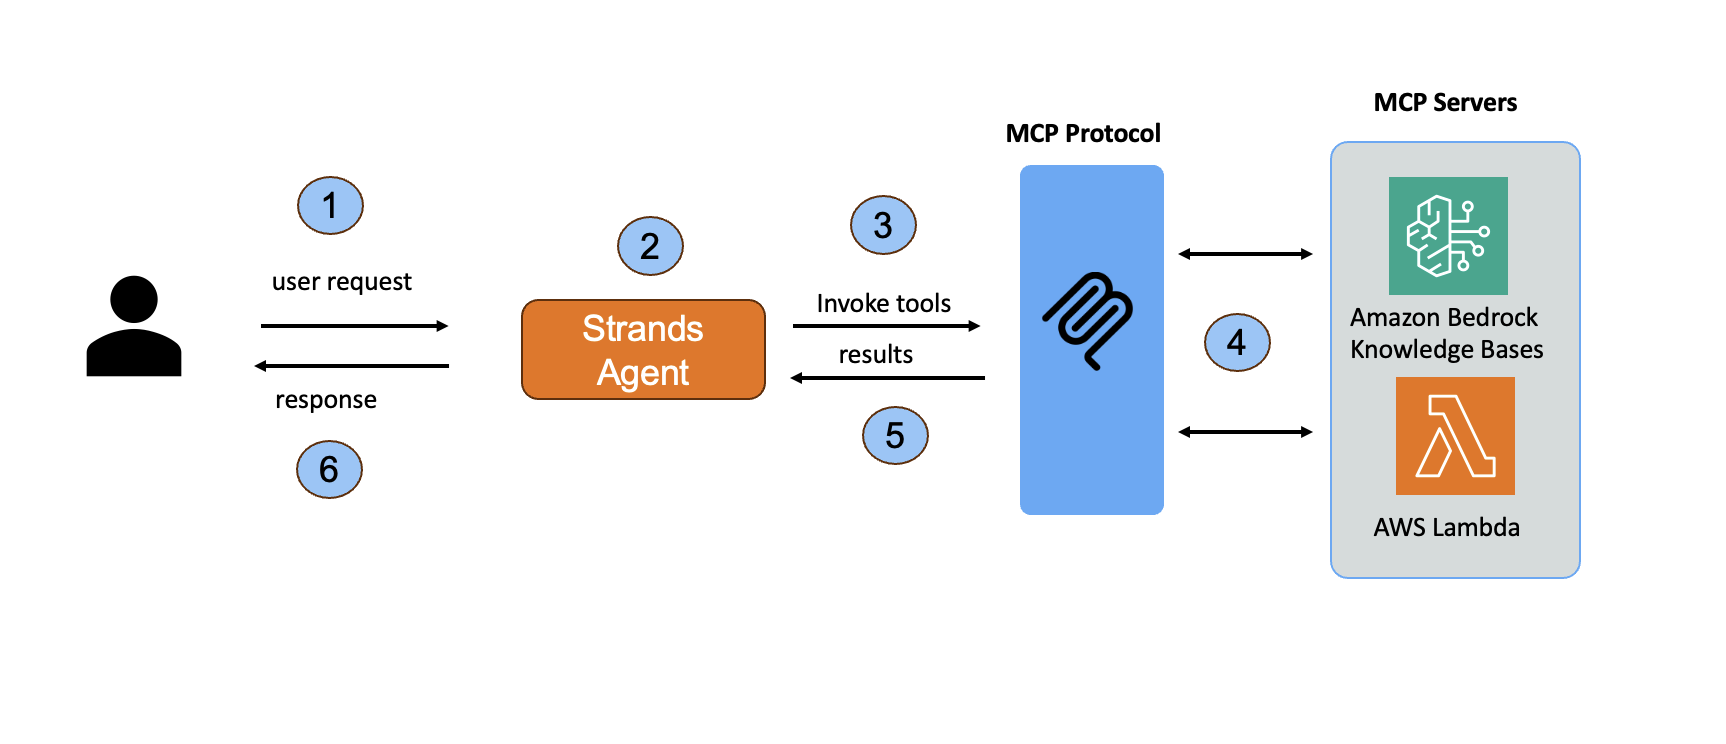 1
user request
response
6
2
Strands
Agent
3
Invoke tools
results
5
MCP Protocol
4
MCP Servers
Amazon Bedrock
Knowledge Bases
AWS Lambda